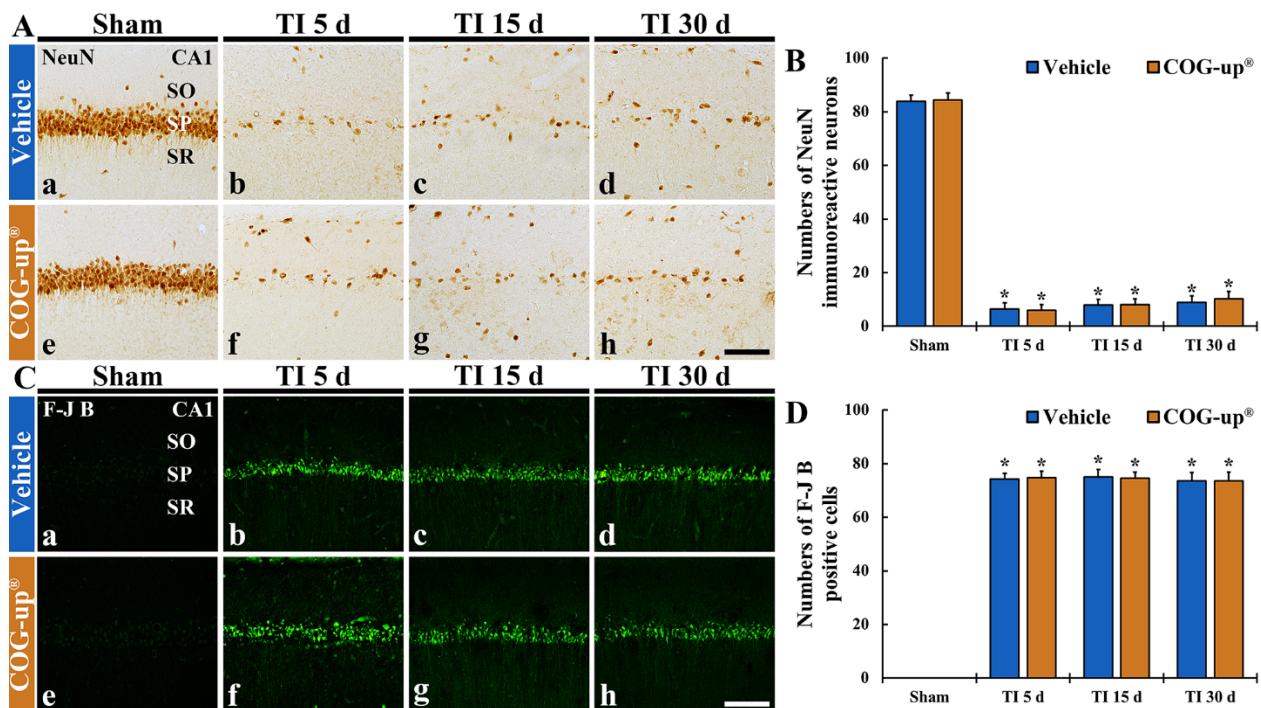 A
Sham
TI 5 d
TI 15 d
TI 30 d
Vehicle
NeuN
CA1
SO
SP
SR
a
b
c
d
COG-up®
e
f
g
h
B
Vehicle
COG-up®
Numbers of NeuN
immunoreactive neurons
100
80
60
40
20
0
*
*
*
*
*
*
Sham
TI 5 d
TI 15 d
TI 30 d
C
Sham
TI 5 d
TI 15 d
TI 30 d
Vehicle
F-J B
CA1
SO
SP
SR
a
b
c
d
COG-up®
e
f
g
h
D
Vehicle
COG-up®
Numbers of F-J B
positive cells
100
80
60
40
20
0
*
*
*
*
*
*
Sham
TI 5 d
TI 15 d
TI 30 d